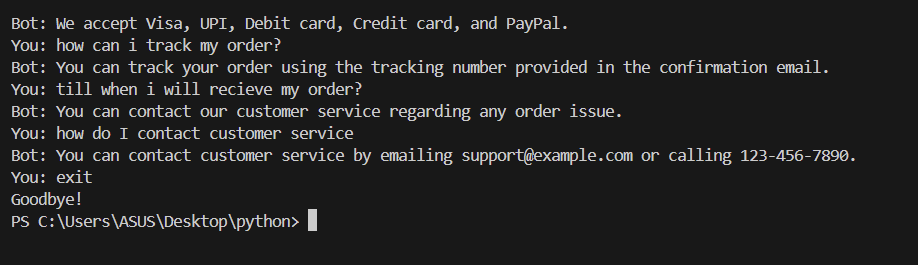 Bot: We accept Visa, UPI, Debit card, Credit card, and PayPal.
You: how can i track my order?
Bot: You can track your order using the tracking number provided in the confirmation email.
You: till when i will recieve my order?
Bot: You can contact our customer service regarding any order issue.
You: how do I contact customer service
Bot: You can contact customer service by emailing support@example.com or calling 123-456-7890.
You: exit
Goodbye!
PS C:\Users\ASUS\Desktop\python>